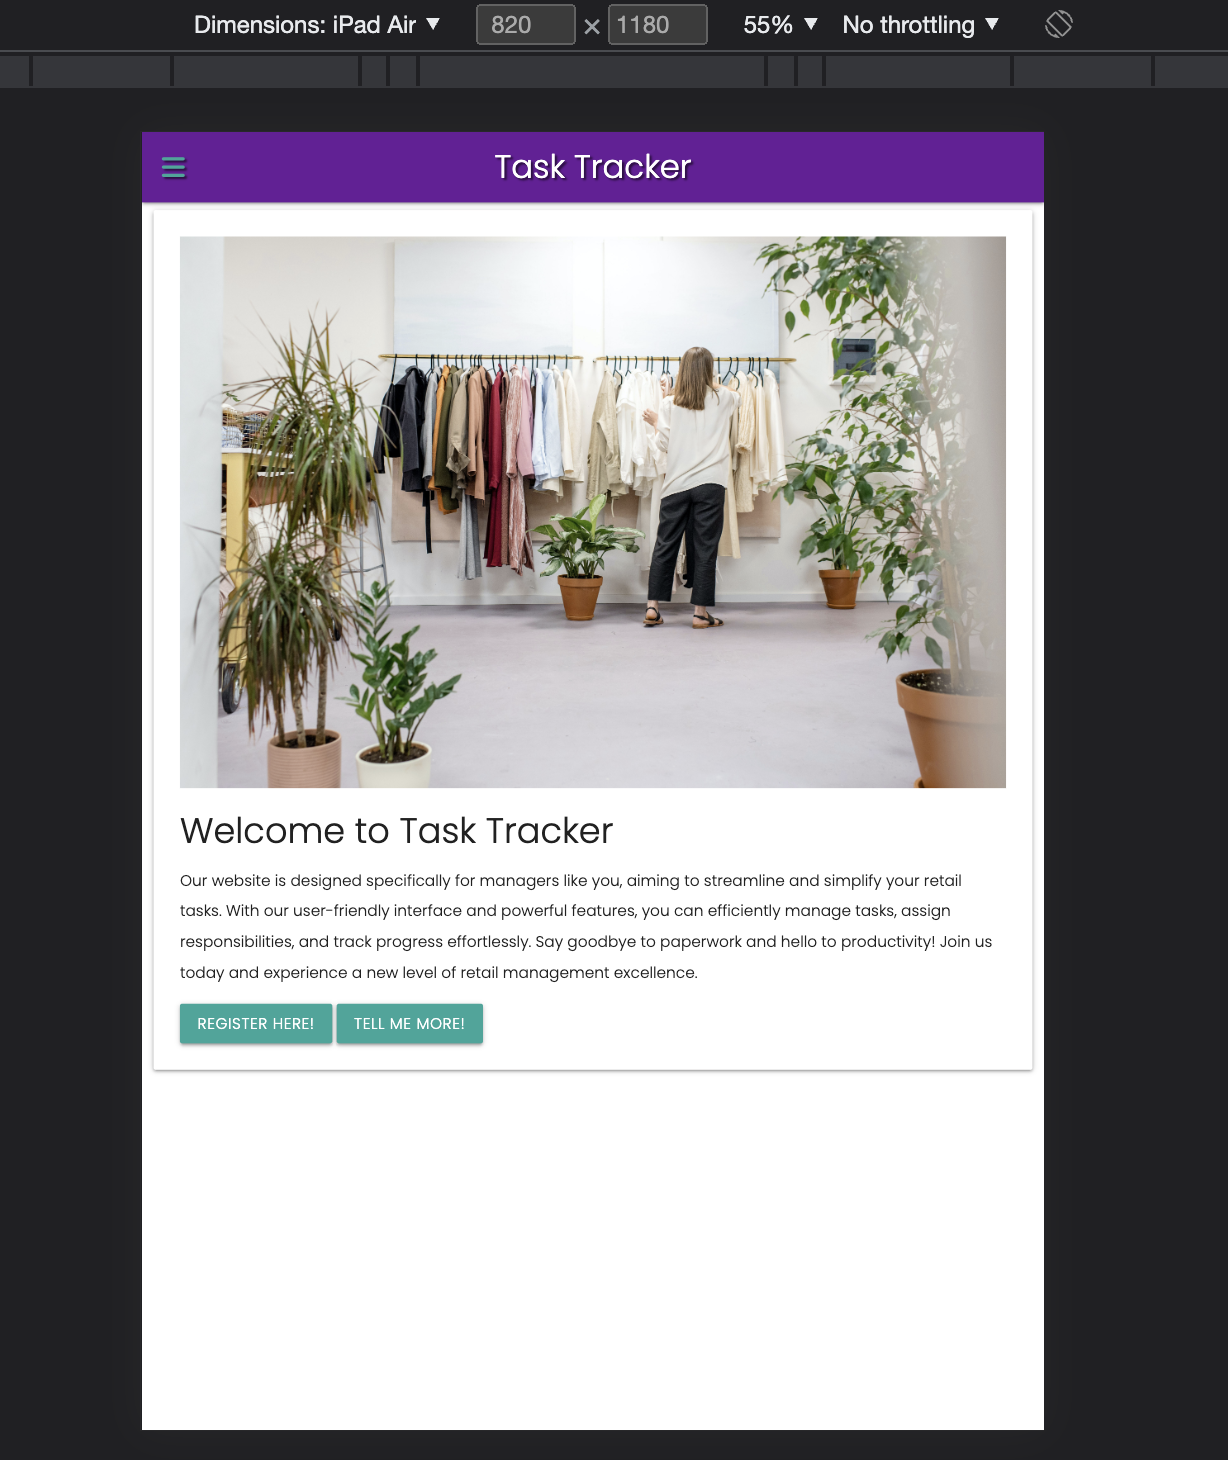 Dimensions: iPad Air ▼ 820 × 1180 55% ▼ No throttling ▼
Task Tracker
Welcome to Task Tracker
Our website is designed specifically for managers like you, aiming to streamline and simplify your retail
tasks. With our user-friendly interface and powerful features, you can efficiently manage tasks, assign
responsibilities, and track progress effortlessly. Say goodbye to paperwork and hello to productivity! Join us
today and experience a new level of retail management excellence.
REGISTER HERE! TELL ME MORE!